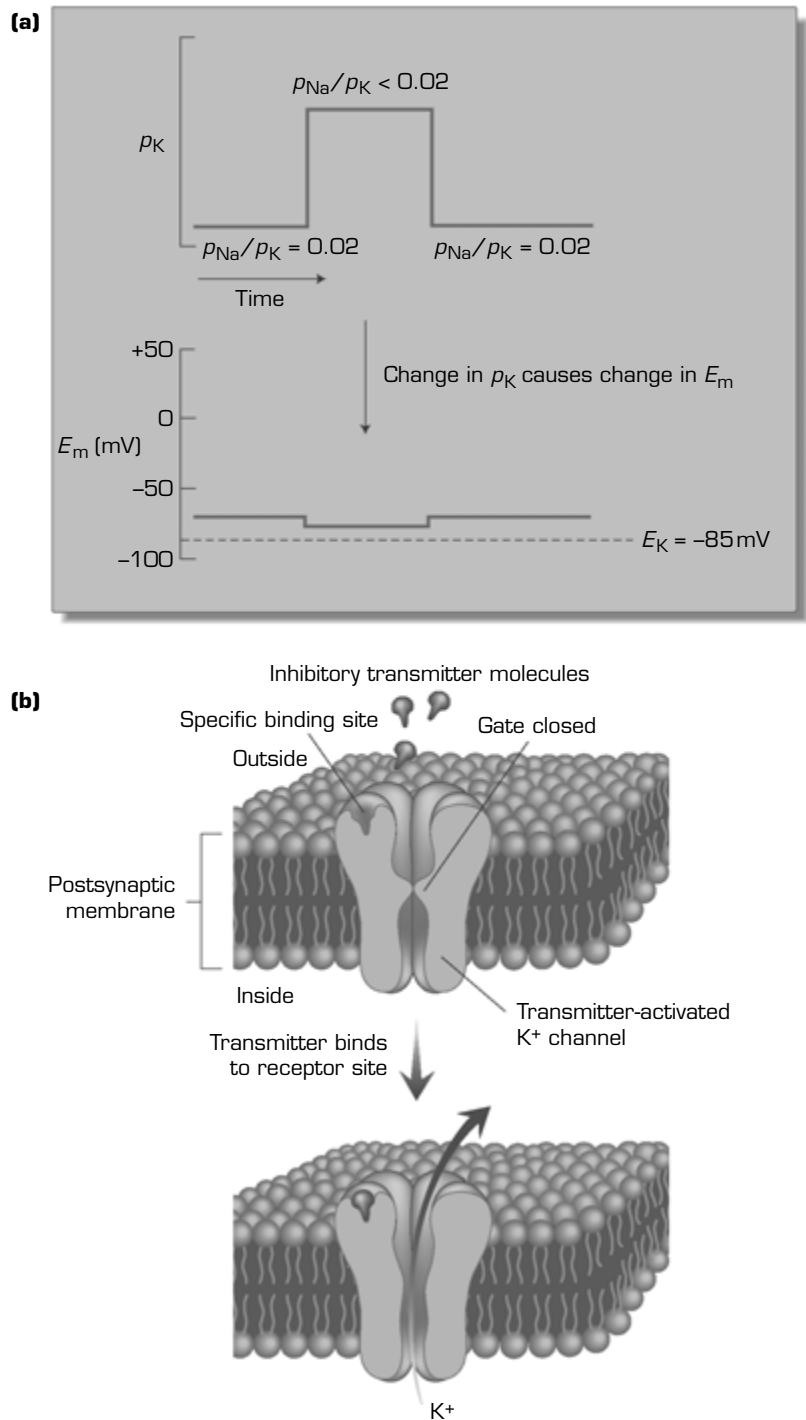 (a)
pNa/pK < 0.02
pK
pNa/pK = 0.02
pNa/pK = 0.02
Time
+50
Change in pK causes change in Em
0
Em (mV)
–50
EK = –85 mV
–100
Inhibitory transmitter molecules
(b)
Specific binding site
Gate closed
Outside
Postsynaptic
membrane
Inside
Transmitter-activated
K+ channel
Transmitter binds
to receptor site
K+